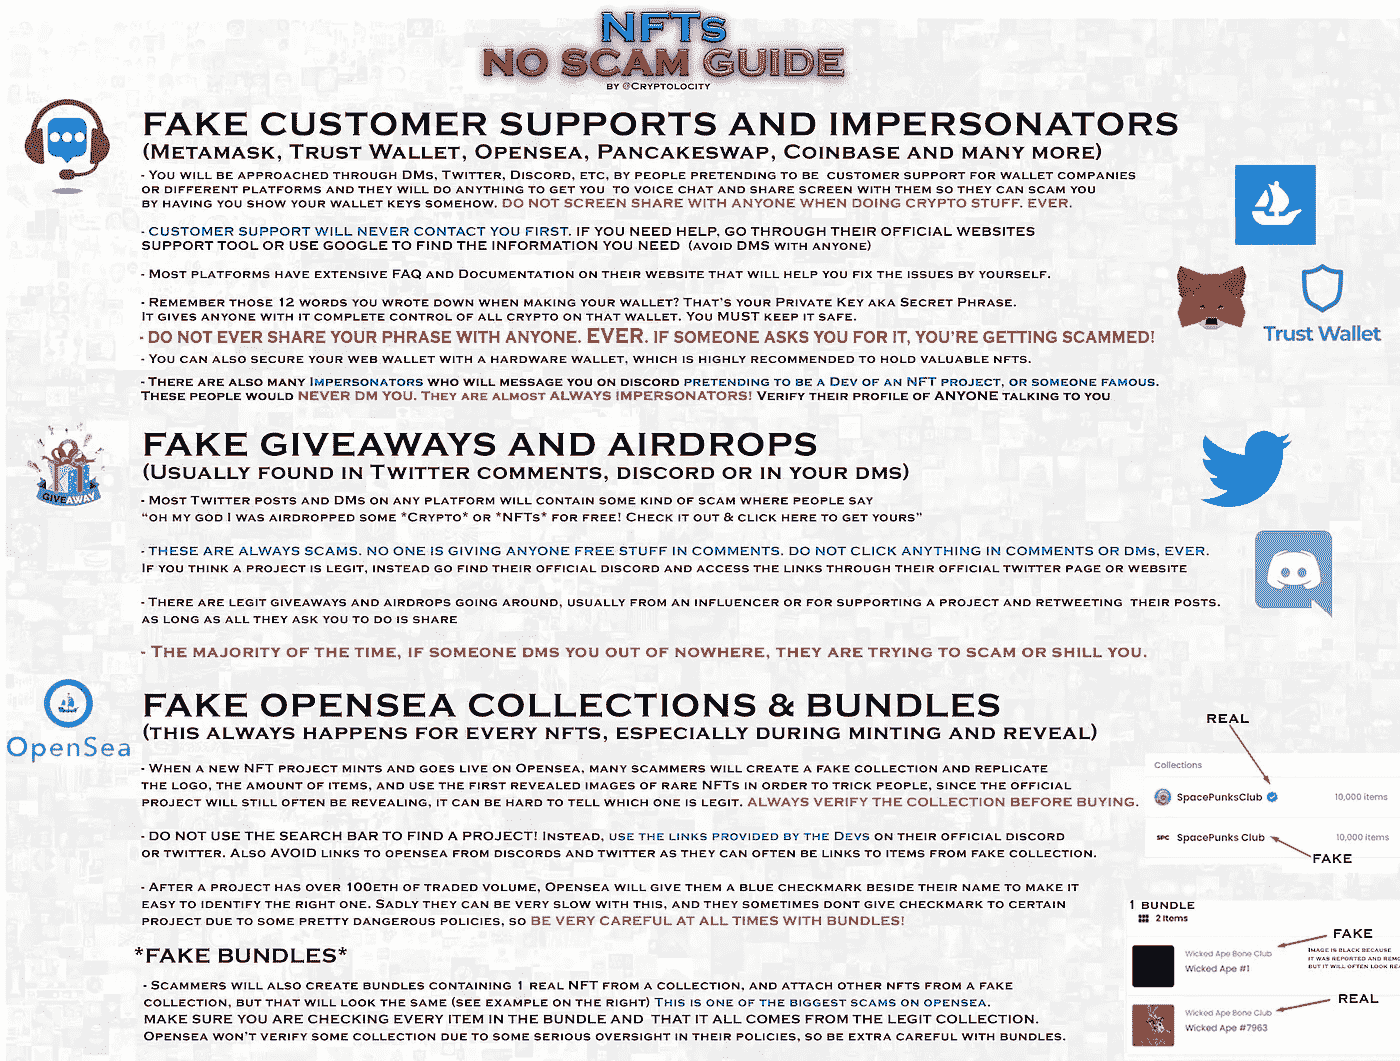 NFTs
NO SCAM GUIDE
BY @CRYPTOLOCITY
FAKE CUSTOMER SUPPORTS AND IMPERSONATORS
(METAMASK, TRUST WALLET, OPENSEA, PANCAKESWAP, COINBASE AND MANY MORE)
- YOU WILL BE APPROACHED THROUGH DMS, TWITTER, DISCORD, ETC, BY PEOPLE PRETENDING TO BE CUSTOMER SUPPORT FOR WALLET COMPANIES
OR DIFFERENT PLATFORMS AND THEY WILL DO ANYTHING TO GET YOU TO VOICE CHAT AND SHARE SCREEN WITH THEM SO THEY CAN SCAM YOU
BY HAVING YOU SHOW YOUR WALLET KEYS SOMEHOW. DO NOT SCREEN SHARE WITH ANYONE WHEN DOING CRYPTO STUFF. EVER.
- CUSTOMER SUPPORT WILL NEVER CONTACT YOU FIRST. IF YOU NEED HELP, GO THROUGH THEIR OFFICIAL WEBSITES
SUPPORT TOOL OR USE GOOGLE TO FIND THE INFORMATION YOU NEED (AVOID DMS WITH ANYONE)
- MOST PLATFORMS HAVE EXTENSIVE FAQ AND DOCUMENTATION ON THEIR WEBSITE THAT WILL HELP YOU FIX THE ISSUES BY YOURSELF.
- REMEMBER THOSE 12 WORDS YOU WROTE DOWN WHEN MAKING YOUR WALLET? THAT'S YOUR PRIVATE KEY AKA SECRET PHRASE.
IT GIVES ANYONE WITH IT COMPLETE CONTROL OF ALL CRYPTO ON THAT WALLET. YOU MUST KEEP IT SAFE.
- DO NOT EVER SHARE YOUR PHRASE WITH ANYONE. EVER. IF SOMEONE ASKS YOU FOR IT, YOU'RE GETTING SCAMMED!
- YOU CAN ALSO SECURE YOUR WEB WALLET WITH A HARDWARE WALLET, WHICH IS HIGHLY RECOMMENDED TO HOLD VALUABLE NFTS.
- THERE ARE ALSO MANY IMPERSONATORS WHO WILL MESSAGE YOU ON DISCORD PRETENDING TO BE A DEV OF AN NFT PROJECT, OR SOMEONE FAMOUS.
THESE PEOPLE WOULD NEVER DM YOU. THEY ARE ALMOST ALWAYS IMPERSONATORS! VERIFY THEIR PROFILE OF ANYONE TALKING TO YOU
Trust Wallet
GIVEAWAY
FAKE GIVEAWAYS AND AIRDROPS
(USUALLY FOUND IN TWITTER COMMENTS, DISCORD OR IN YOUR DMS)
- MOST TWITTER POSTS AND DMS ON ANY PLATFORM WILL CONTAIN SOME KIND OF SCAM WHERE PEOPLE SAY
"OH MY GOD I WAS AIRDROPPED SOME *CRYPTO* OR *NFTS* FOR FREE! CHECK IT OUT & CLICK HERE TO GET YOURS"
- THESE ARE ALWAYS SCAMS. NO ONE IS GIVING ANYONE FREE STUFF IN COMMENTS. DO NOT CLICK ANYTHING IN COMMENTS OR DMS, EVER.
IF YOU THINK A PROJECT IS LEGIT, INSTEAD GO FIND THEIR OFFICIAL DISCORD AND ACCESS THE LINKS THROUGH THEIR OFFICIAL TWITTER PAGE OR WEBSITE
- THERE ARE LEGIT GIVEAWAYS AND AIRDROPS GOING AROUND, USUALLY FROM AN INFLUENCER OR FOR SUPPORTING A PROJECT AND RETWEETING THEIR POSTS.
AS LONG AS ALL THEY ASK YOU TO DO IS SHARE
- THE MAJORITY OF THE TIME, IF SOMEONE DMS YOU OUT OF NOWHERE, THEY ARE TRYING TO SCAM OR SHILL YOU.
OpenSea
FAKE OPENSEA COLLECTIONS & BUNDLES
(THIS ALWAYS HAPPENS FOR EVERY NFTS, ESPECIALLY DURING MINTING AND REVEAL)
- WHEN A NEW NFT PROJECT MINTS AND GOES LIVE ON OPENSEA, MANY SCAMMERS WILL CREATE A FAKE COLLECTION AND REPLICATE
THE LOGO, THE AMOUNT OF ITEMS, AND USE THE FIRST REVEALED IMAGES OF RARE NFTS IN ORDER TO TRICK PEOPLE, SINCE THE OFFICIAL
PROJECT WILL STILL OFTEN BE REVEALING, IT CAN BE HARD TO TELL WHICH ONE IS LEGIT. ALWAYS VERIFY THE COLLECTION BEFORE BUYING.
- DO NOT USE THE SEARCH BAR TO FIND A PROJECT! INSTEAD, USE THE LINKS PROVIDED BY THE DEVS ON THEIR OFFICIAL DISCORD
OR TWITTER. ALSO AVOID LINKS TO OPENSEA FROM DISCORDS AND TWITTER AS THEY CAN OFTEN BE LINKS TO ITEMS FROM FAKE COLLECTION.
- AFTER A PROJECT HAS OVER 100ETH OF TRADED VOLUME, OPENSEA WILL GIVE THEM A BLUE CHECKMARK BESIDE THEIR NAME TO MAKE IT
EASY TO IDENTIFY THE RIGHT ONE. SADLY THEY CAN BE VERY SLOW WITH THIS, AND THEY SOMETIMES DONT GIVE CHECKMARK TO CERTAIN
PROJECT DUE TO SOME PRETTY DANGEROUS POLICIES, SO BE VERY CAREFUL AT ALL TIMES WITH BUNDLES!
*FAKE BUNDLES*
- SCAMMERS WILL ALSO CREATE BUNDLES CONTAINING 1 REAL NFT FROM A COLLECTION, AND ATTACH OTHER NFTS FROM A FAKE
COLLECTION, BUT THAT WILL LOOK THE SAME (SEE EXAMPLE ON THE RIGHT) THIS IS ONE OF THE BIGGEST SCAMS ON OPENSEA.
MAKE SURE YOU ARE CHECKING EVERY ITEM IN THE BUNDLE AND THAT IT ALL COMES FROM THE LEGIT COLLECTION.
OPENSEA WON'T VERIFY SOME COLLECTION DUE TO SOME SERIOUS OVERSIGHT IN THEIR POLICIES, SO BE EXTRA CAREFUL WITH BUNDLES.
REAL
Collections
SpacePunksClub 10,000 items
SPC SpacePunks Club 10,000 items
FAKE
1 BUNDLE
2 Items
FAKE
Wicked Ape Bone Club
Wicked Ape #1
IMAGE IS BLACK BECAUSE
IT WAS REPORTED AND
BUT IT WILL OFTEN LOOK
REAL
Wicked Ape Bone Club
Wicked Ape #7963